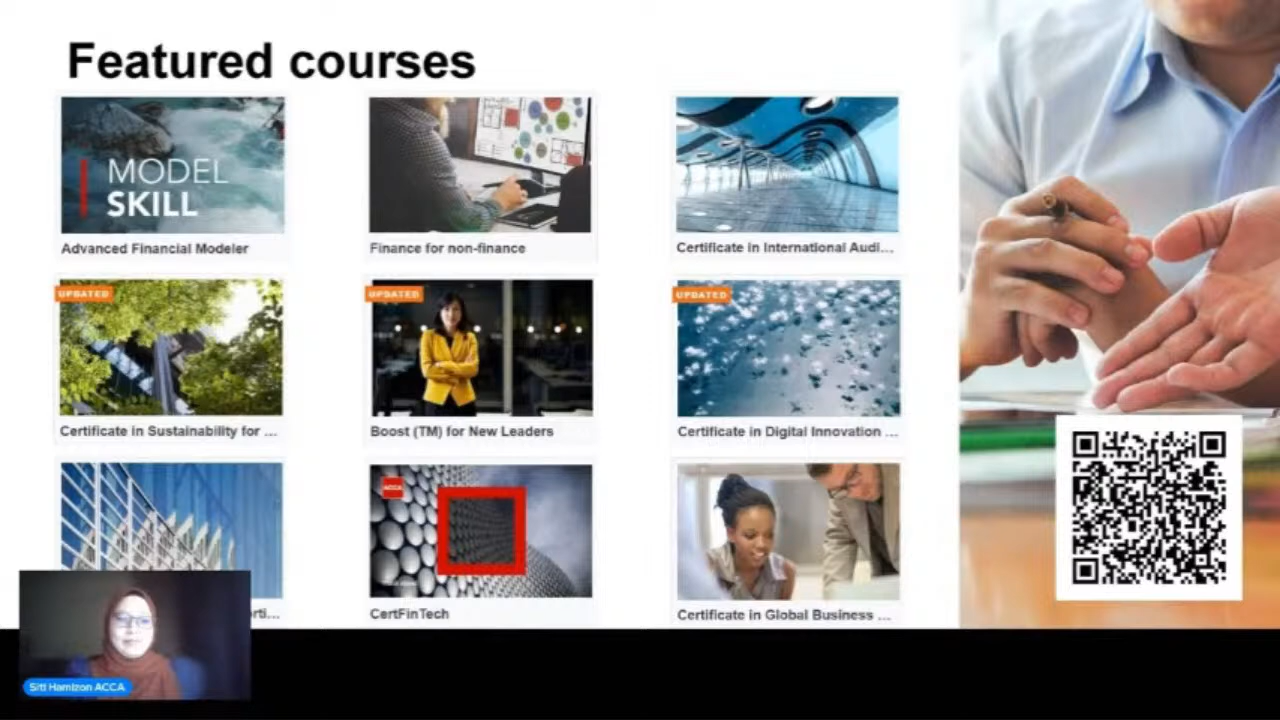 Featured courses
MODEL
SKILL
Advanced Financial Modeler
Finance for non-finance
Certificate in International Audi...
UPDATED
UPDATED
UPDATED
Certificate in Sustainability for ...
Boost (TM) for New Leaders
Certificate in Digital Innovation ...
ACCA
erti...
CertFinTech
Certificate in Global Business ...
Siti Hamizon ACCA